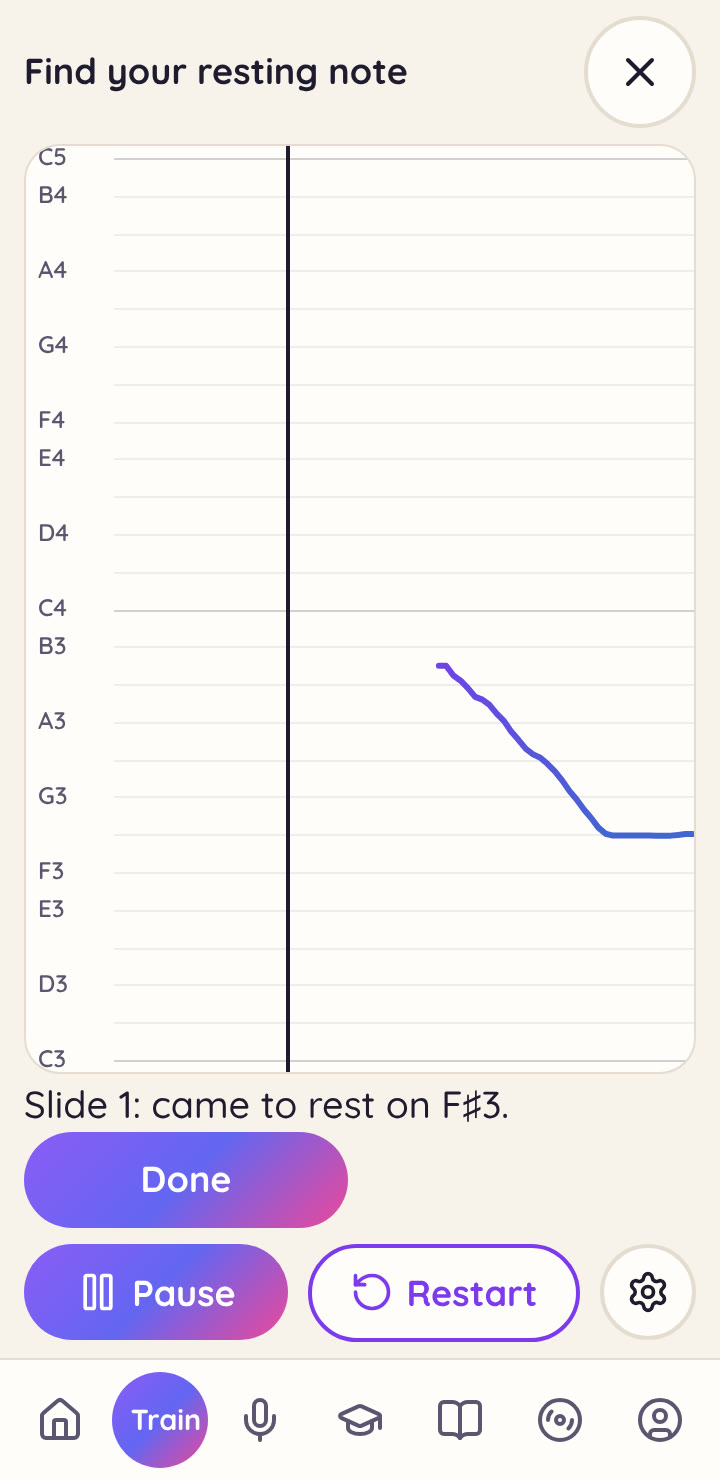 Find your resting note
C5
B4
A4
G4
F4
E4
D4
C4
B3
A3
G3
F3
E3
D3
C3
Slide 1: came to rest on F♯3.
Done
Pause
Restart
Train